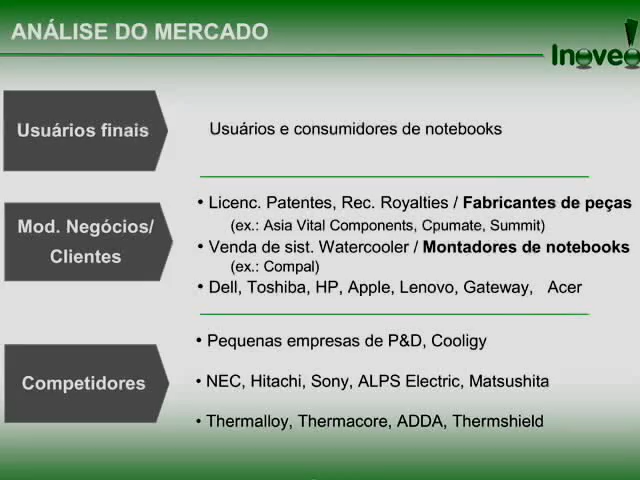 ANÁLISE DO MERCADO
Inoveo!
Usuários finais
Usuários e consumidores de notebooks
Mod. Negócios/
Clientes
• Licenc. Patentes, Rec. Royalties / Fabricantes de peças
(ex.: Asia Vital Components, Cpumate, Summit)
• Venda de sist. Watercooler / Montadores de notebooks
(ex.: Compal)
• Dell, Toshiba, HP, Apple, Lenovo, Gateway, Acer
Competidores
• Pequenas empresas de P&D, Cooligy
• NEC, Hitachi, Sony, ALPS Electric, Matsushita
• Thermalloy, Thermacore, ADDA, Thermshield